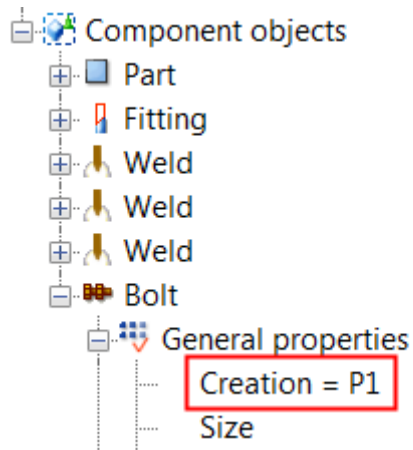 Component objects
Part
Fitting
Weld
Weld
Weld
Bolt
General properties
Creation = P1
Size